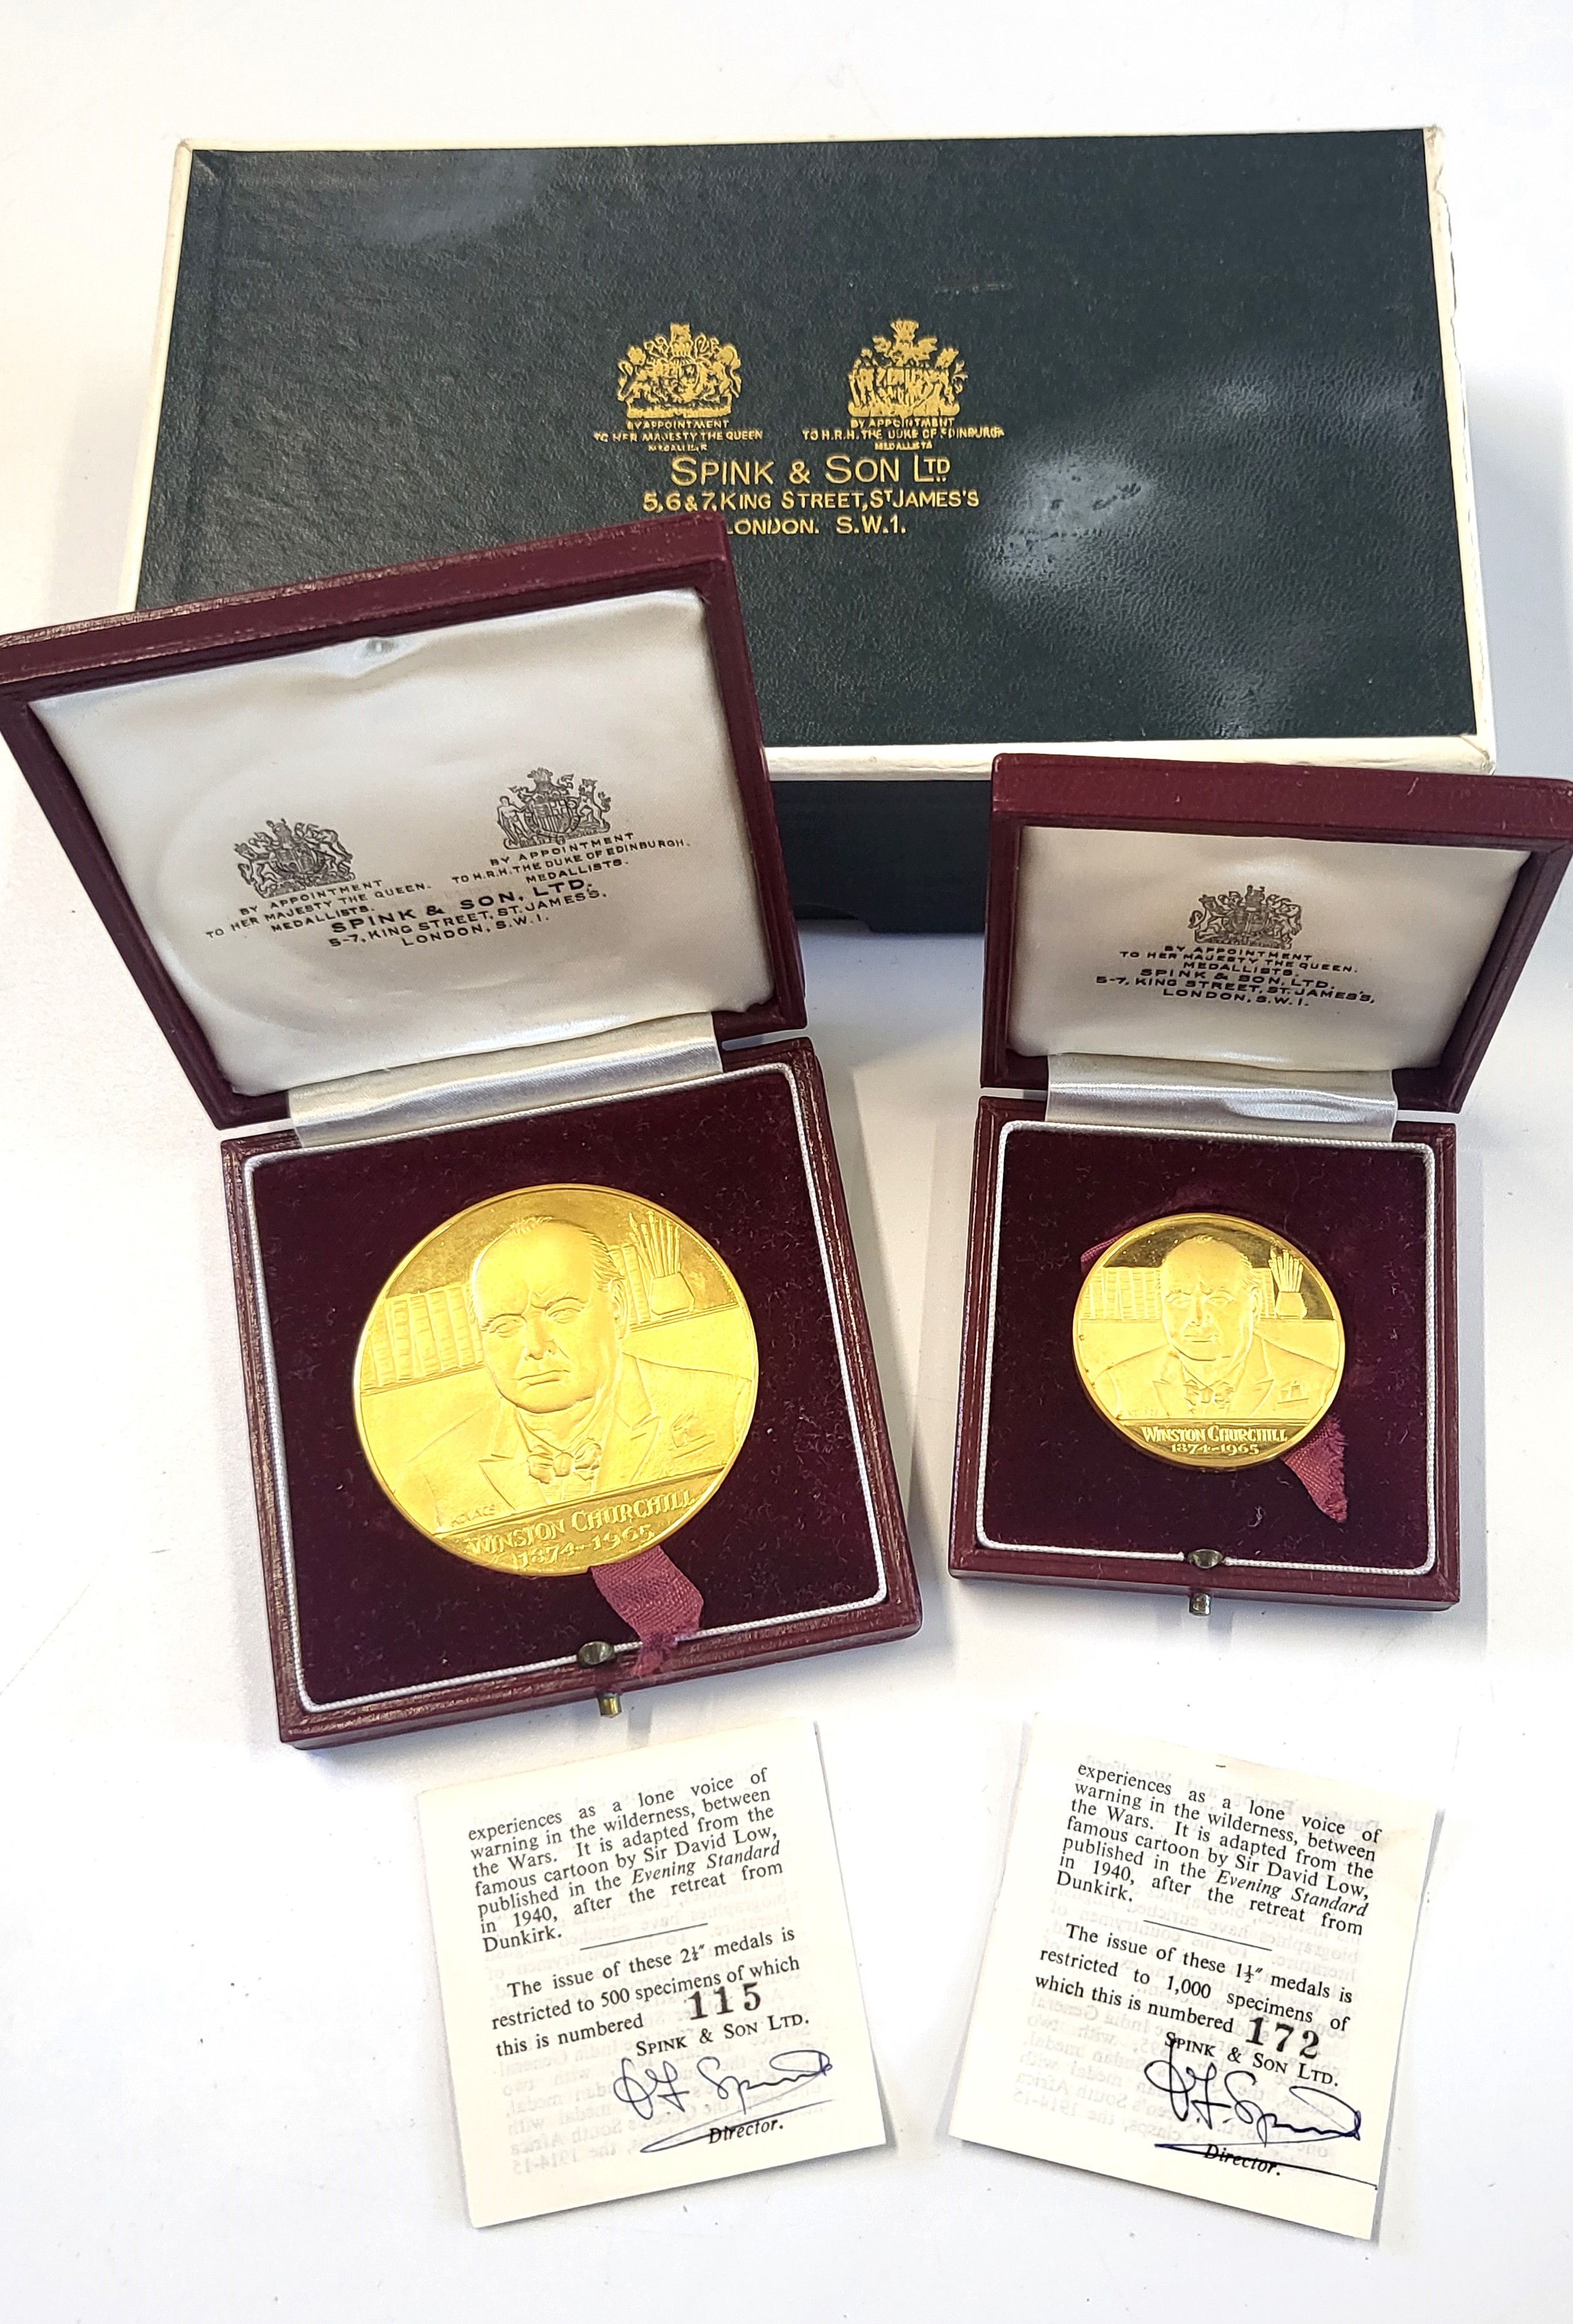 BY APPOINTMENT
TO HER MAJESTY THE QUEEN
MEDALLISTS
BY APPOINTMENT
TO H.R.H. THE DUKE OF EDINBURGH
MEDALLISTS
SPINK & SON LTD
5,6 & 7, KING STREET, ST JAMES'S
LONDON. S.W.1.
BY APPOINTMENT
TO HER MAJESTY THE QUEEN.
MEDALLISTS.
BY APPOINTMENT
TO H.R.H. THE DUKE OF EDINBURGH.
MEDALLISTS.
SPINK & SON, LTD.
5-7, KING STREET, ST. JAMES'S.
LONDON, S.W.1.
BY APPOINTMENT
TO HER MAJESTY THE QUEEN.
MEDALLISTS.
SPINK & SON, LTD.
5-7, KING STREET, ST. JAMES'S,
LONDON, S.W.1.
WINSTON CHURCHILL
1874-1965
WINSTON CHURCHILL
1874-1965
experiences as a lone voice of
warning in the wilderness, between
the Wars. It is adapted from the
famous cartoon by Sir David Low,
published in the Evening Standard
in 1940, after the retreat from
Dunkirk.
The issue of these 2¼" medals is
restricted to 500 specimens of which
this is numbered 115
SPINK & SON LTD.
Director.
experiences as a lone voice of
warning in the wilderness, between
the Wars. It is adapted from the
famous cartoon by Sir David Low,
published in the Evening Standard
in 1940, after the retreat from
Dunkirk.
The issue of these 1½" medals is
restricted to 1,000 specimens of
which this is numbered 172
SPINK & SON LTD.
Director.